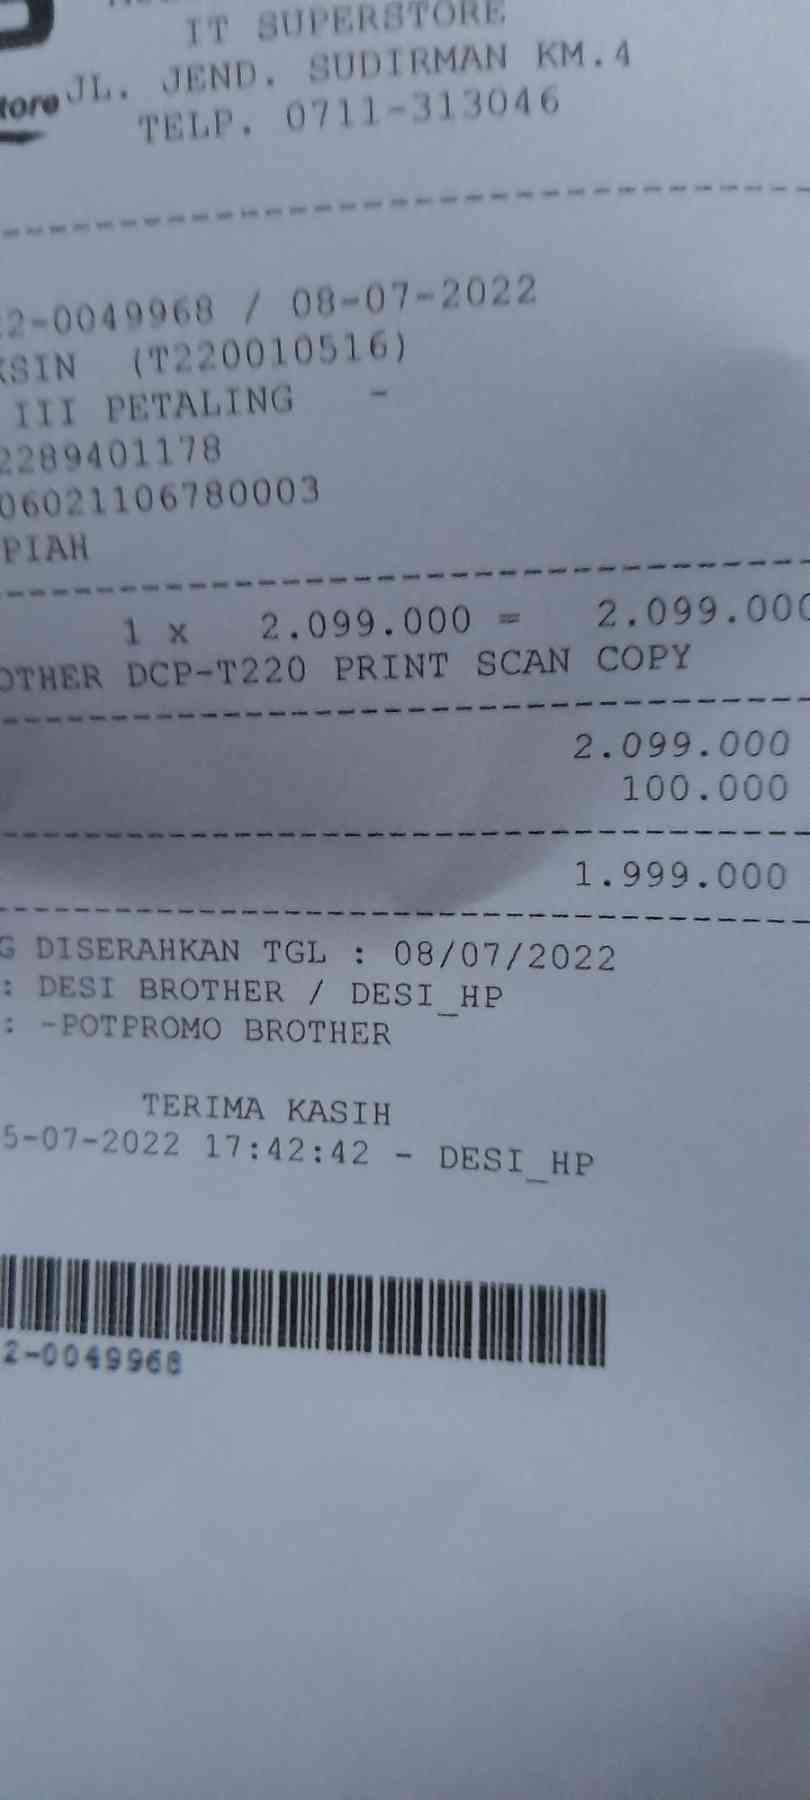 IT SUPERSTORE
JL. JEND. SUDIRMAN KM.4
tore
TELP. 0711-313046
2-0049968 / 08-07-2022
KSIN (T220010516)
III PETALING -
2289401178
06021106780003
PIAH
1 x 2.099.000 = 2.099.000
OTHER DCP-T220 PRINT SCAN COPY
2.099.000
100.000
1.999.000
G DISERAHKAN TGL : 08/07/2022
: DESI BROTHER / DESI_HP
: -POTPROMO BROTHER
TERIMA KASIH
5-07-2022 17:42:42 - DESI_HP
2-0049968